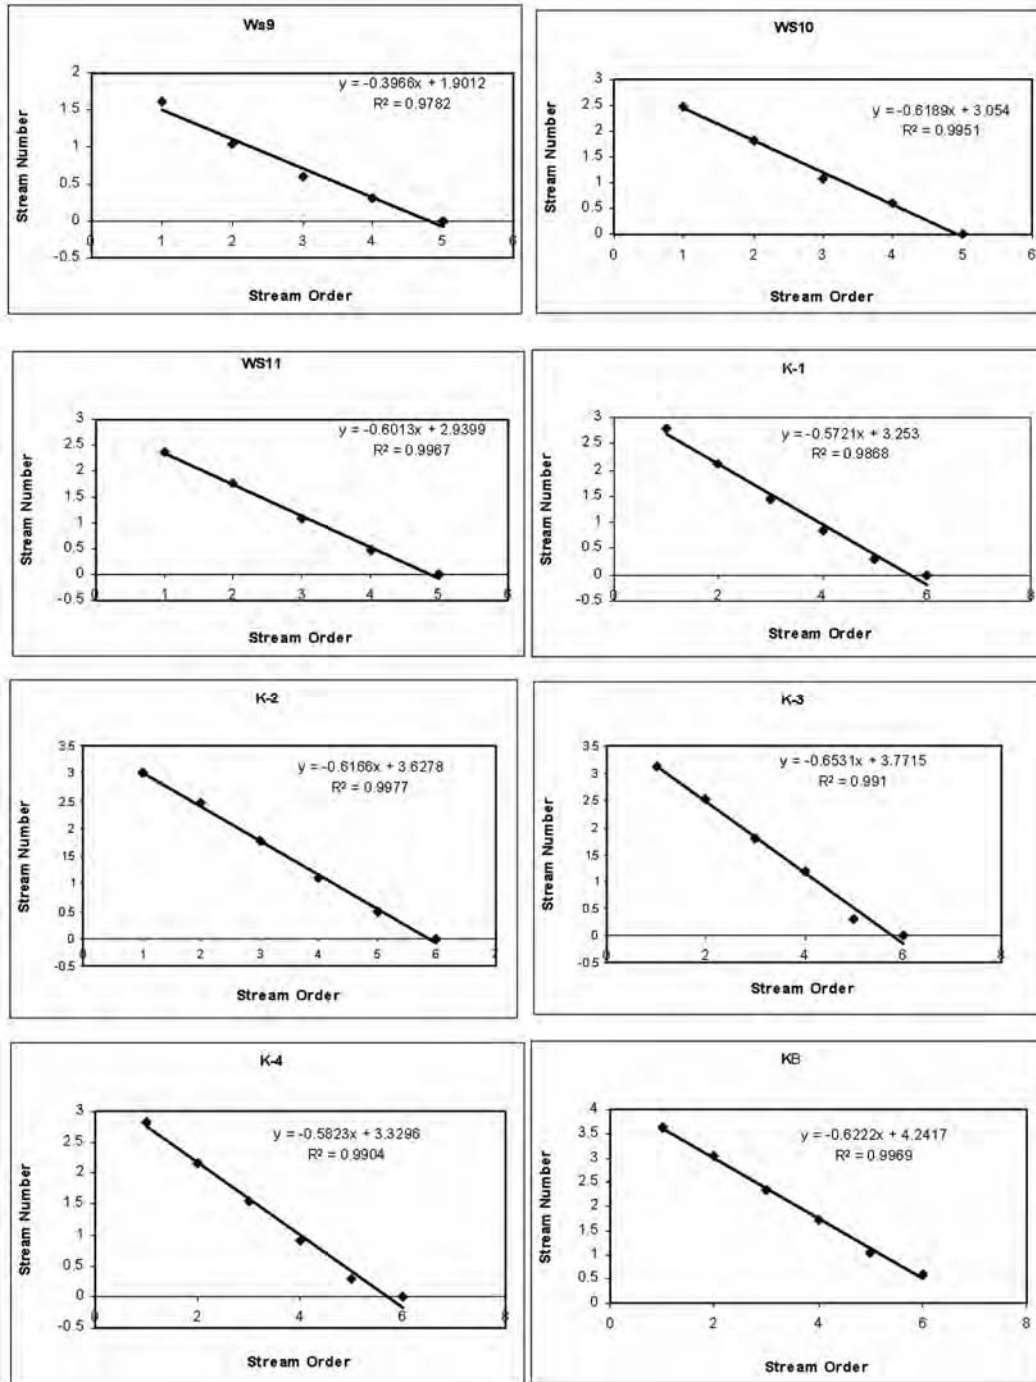 Ws9
y = -0.3966x + 1.9012
R² = 0.9782
Stream Number
2
1.5
1
0.5
0
-0.5
0 1 2 3 4 5 6
Stream Order
WS10
y = -0.6189x + 3.054
R² = 0.9951
Stream Number
3
2.5
2
1.5
1
0.5
0
0 1 2 3 4 5 6
Stream Order
WS11
y = -0.6013x + 2.9399
R² = 0.9967
Stream Number
3
2.5
2
1.5
1
0.5
0
-0.5
0 1 2 3 4 5 6
Stream Order
K-1
y = -0.5721x + 3.253
R² = 0.9868
Stream Number
3
2.5
2
1.5
1
0.5
0
-0.5
0 2 4 6 8
Stream Order
K-2
y = -0.6166x + 3.6278
R² = 0.9977
Stream Number
3.5
3
2.5
2
1.5
1
0.5
0
-0.5
0 1 2 3 4 5 6 7
Stream Order
K-3
y = -0.6531x + 3.7715
R² = 0.991
Stream Number
3.5
3
2.5
2
1.5
1
0.5
0
-0.5
0 2 4 6 8
Stream Order
K-4
y = -0.5823x + 3.3296
R² = 0.9904
Stream Number
3
2.5
2
1.5
1
0.5
0
-0.5
0 2 4 6 8
Stream Order
KB
y = -0.6222x + 4.2417
R² = 0.9969
Stream Number
4
3.5
3
2.5
2
1.5
1
0.5
0
0 2 4 6 8
Stream Order